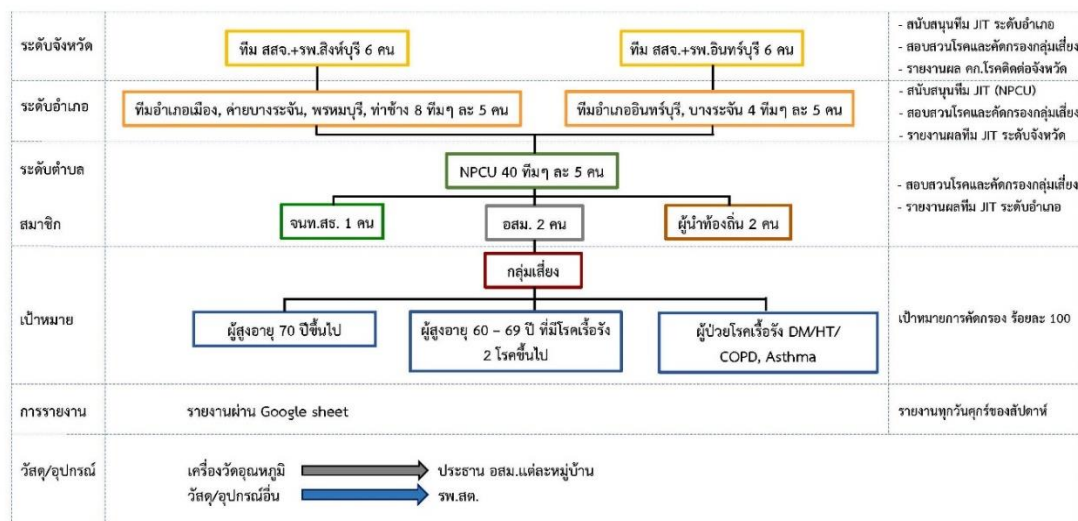 ระดับจังหวัด
ทีม สสจ.+รพ.สิงห์บุรี 6 คน
ทีม สสจ.+รพ.อินทร์บุรี 6 คน
- สนับสนุนทีม JIT ระดับอำเภอ
- สอบสวนโรคและคัดกรองกลุ่มเสี่ยง
- รายงานผล คก.โรคติดต่อจังหวัด
ระดับอำเภอ
ทีมอำเภอเมือง, ค่ายบางระจัน, พรหมบุรี, ท่าช้าง 8 ทีมๆ ละ 5 คน
ทีมอำเภออินทร์บุรี, บางระจัน 4 ทีมๆ ละ 5 คน
- สนับสนุนทีม JIT (NPCU)
- สอบสวนโรคและคัดกรองกลุ่มเสี่ยง
- รายงานผลทีม JIT ระดับจังหวัด
ระดับตำบล
NPCU 40 ทีมๆ ละ 5 คน
- สอบสวนโรคและคัดกรองกลุ่มเสี่ยง
- รายงานผลทีม JIT ระดับอำเภอ
สมาชิก
จนท.สธ. 1 คน
อสม. 2 คน
ผู้นำท้องถิ่น 2 คน
กลุ่มเสี่ยง
เป้าหมาย
ผู้สูงอายุ 70 ปีขึ้นไป
ผู้สูงอายุ 60 – 69 ปี ที่มีโรคเรื้อรัง
2 โรคขึ้นไป
ผู้ป่วยโรคเรื้อรัง DM/HT/
COPD, Asthma
เป้าหมายการคัดกรอง ร้อยละ 100
การรายงาน
รายงานผ่าน Google sheet
รายงานทุกวันศุกร์ของสัปดาห์
วัสดุ/อุปกรณ์
เครื่องวัดอุณหภูมิ
ประธาน อสม.แต่ละหมู่บ้าน
วัสดุ/อุปกรณ์อื่น
รพ.สต.